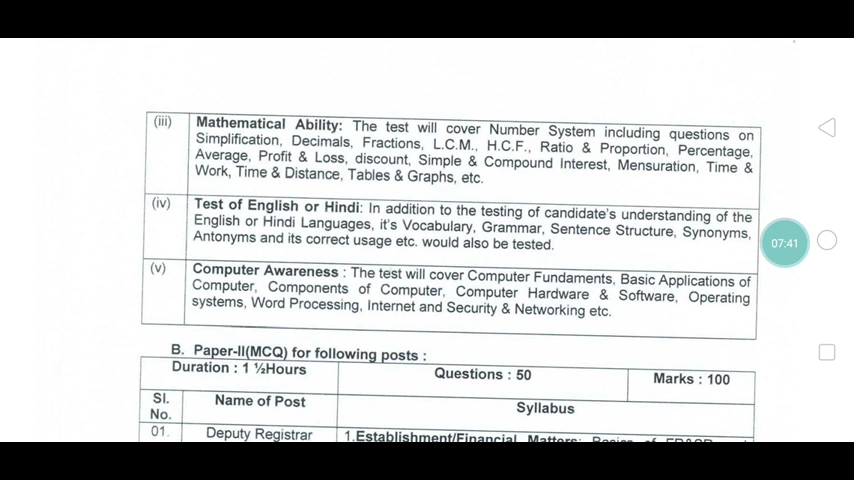 (iii) Mathematical Ability: The test will cover Number System including questions on
Simplification, Decimals, Fractions, L.C.M., H.C.F., Ratio & Proportion, Percentage,
Average, Profit & Loss, discount, Simple & Compound Interest, Mensuration, Time &
Work, Time & Distance, Tables & Graphs, etc.
(iv) Test of English or Hindi: In addition to the testing of candidate's understanding of the
English or Hindi Languages, it's Vocabulary, Grammar, Sentence Structure, Synonyms,
Antonyms and its correct usage etc. would also be tested.
(v) Computer Awareness : The test will cover Computer Fundaments, Basic Applications of
Computer, Components of Computer, Computer Hardware & Software, Operating
systems, Word Processing, Internet and Security & Networking etc.
07:41
B. Paper-II(MCQ) for following posts :
Duration : 1 ½Hours Questions : 50 Marks : 100
Sl. No. Name of Post Syllabus
01. Deputy Registrar 1.Establishment/Financial Matters: Basics of